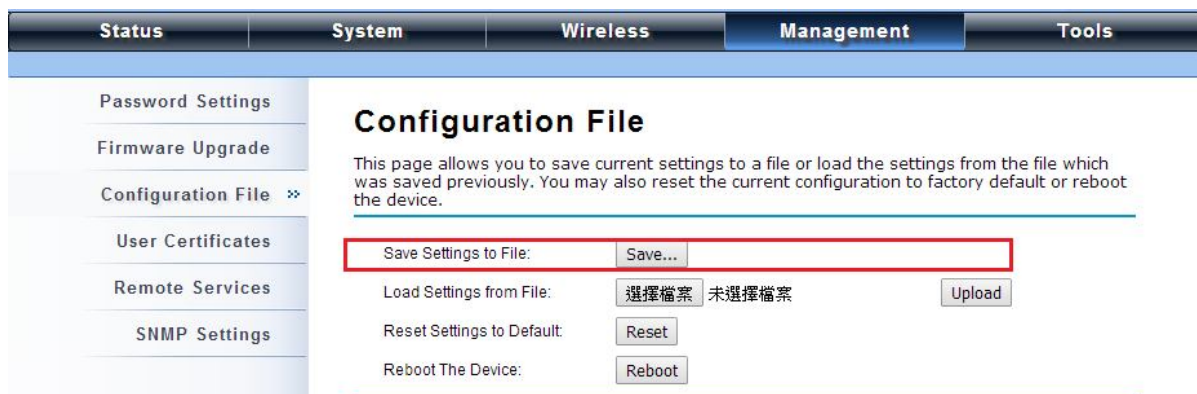 Status System Wireless Management Tools
Password Settings
Firmware Upgrade
Configuration File »
User Certificates
Remote Services
SNMP Settings
Configuration File
This page allows you to save current settings to a file or load the settings from the file which
was saved previously. You may also reset the current configuration to factory default or reboot
the device.
Save Settings to File: Save...
Load Settings from File: 選擇檔案 未選擇檔案 Upload
Reset Settings to Default: Reset
Reboot The Device: Reboot